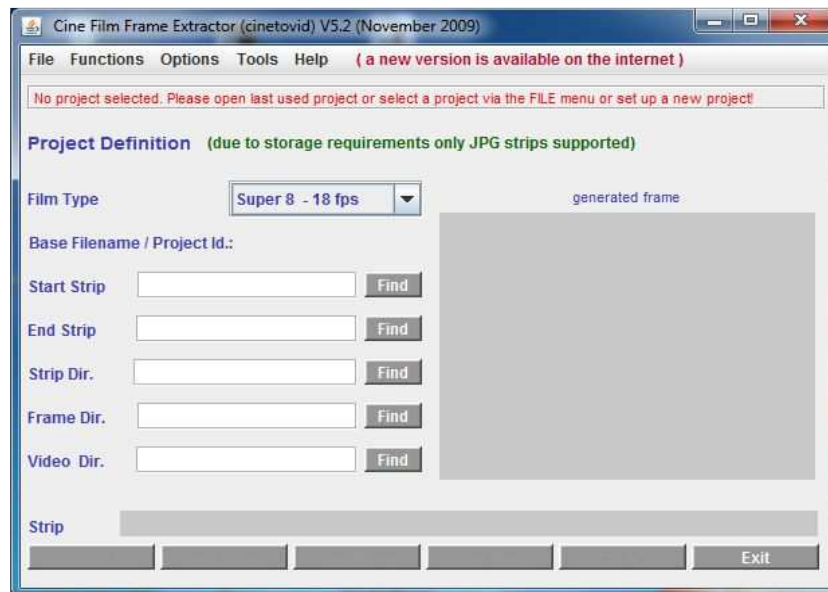 Cine Film Frame Extractor (cinetovid) V5.2 (November 2009)
File Functions Options Tools Help ( a new version is available on the internet )
No project selected. Please open last used project or select a project via the FILE menu or set up a new project!
Project Definition (due to storage requirements only JPG strips supported)
Film Type Super 8 - 18 fps generated frame
Base Filename / Project Id.:
Start Strip Find
End Strip Find
Strip Dir. Find
Frame Dir. Find
Video Dir. Find
Strip
Exit